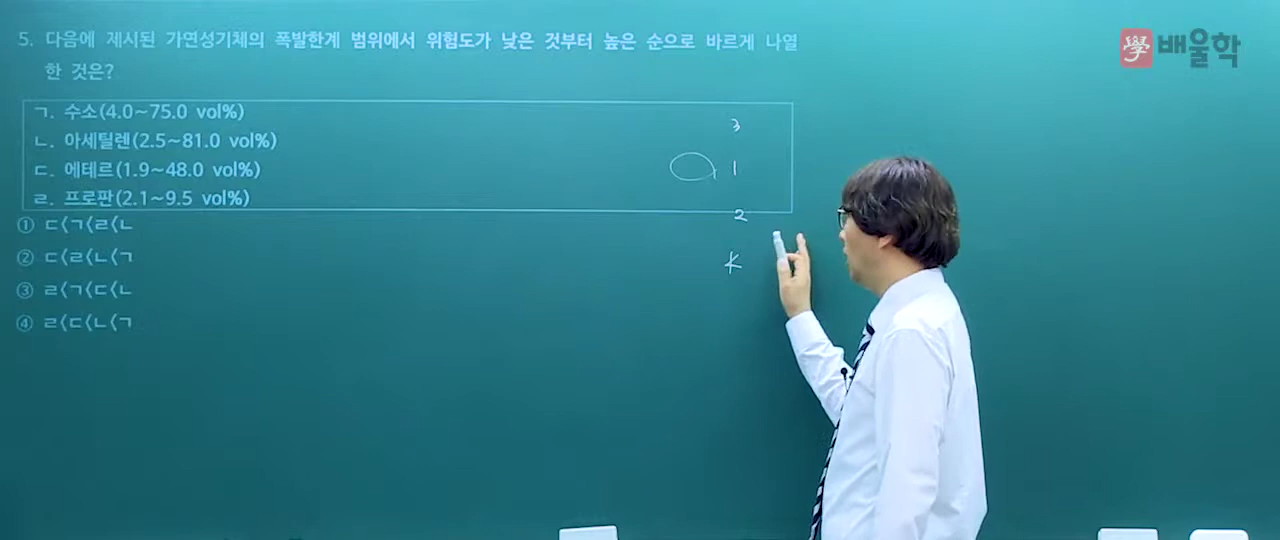 5. 다음에 제시된 가연성기체의 폭발한계 범위에서 위험도가 낮은 것부터 높은 순으로 바르게 나열
한 것은?
ㄱ. 수소(4.0~75.0 vol%)
ㄴ. 아세틸렌(2.5~81.0 vol%)
ㄷ. 에테르(1.9~48.0 vol%)
ㄹ. 프로판(2.1~9.5 vol%)
① ㄷ<ㄱ<ㄹ<ㄴ
② ㄷ<ㄹ<ㄴ<ㄱ
③ ㄹ<ㄱ<ㄷ<ㄴ
④ ㄹ<ㄷ<ㄴ<ㄱ
3
1
2
K
學 배울학